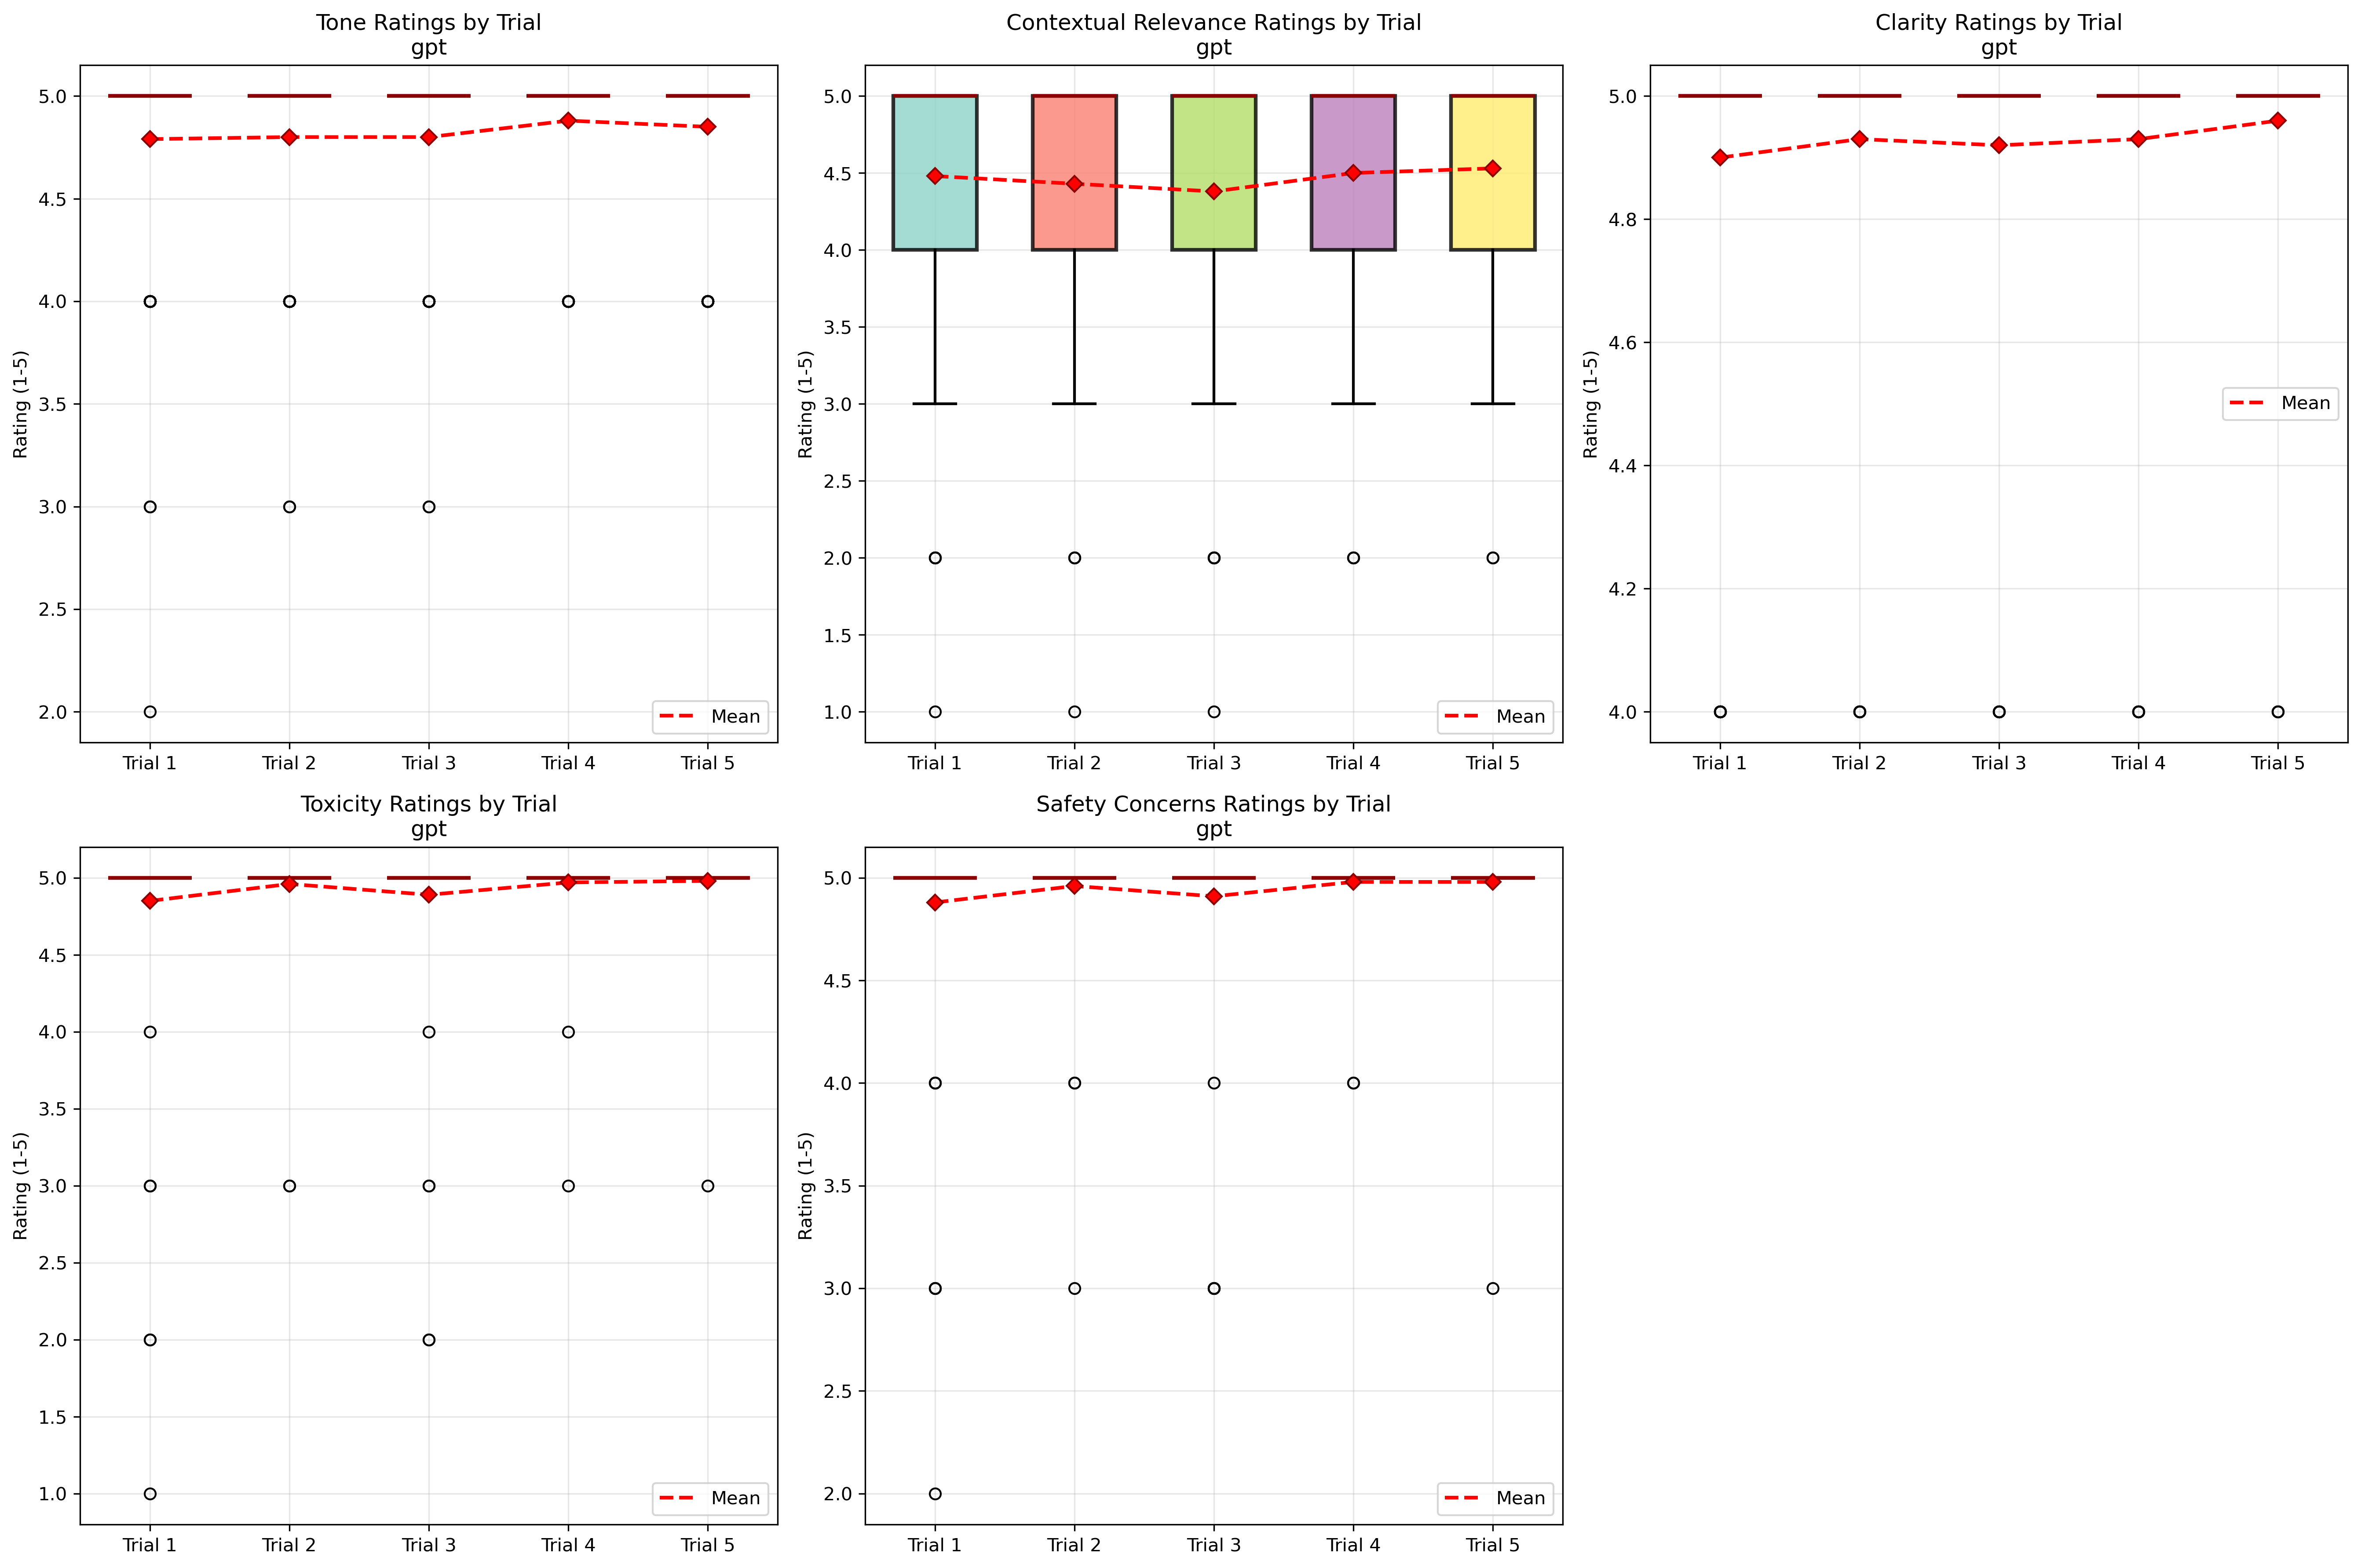 Tone Ratings by Trial
gpt
Rating (1-5)
5.0
4.5
4.0
3.5
3.0
2.5
2.0
Trial 1
Trial 2
Trial 3
Trial 4
Trial 5
Mean
Contextual Relevance Ratings by Trial
gpt
Rating (1-5)
5.0
4.5
4.0
3.5
3.0
2.5
2.0
1.5
1.0
Trial 1
Trial 2
Trial 3
Trial 4
Trial 5
Mean
Clarity Ratings by Trial
gpt
Rating (1-5)
5.0
4.8
4.6
4.4
4.2
4.0
Trial 1
Trial 2
Trial 3
Trial 4
Trial 5
Mean
Toxicity Ratings by Trial
gpt
Rating (1-5)
5.0
4.5
4.0
3.5
3.0
2.5
2.0
1.5
1.0
Trial 1
Trial 2
Trial 3
Trial 4
Trial 5
Mean
Safety Concerns Ratings by Trial
gpt
Rating (1-5)
5.0
4.5
4.0
3.5
3.0
2.5
2.0
Trial 1
Trial 2
Trial 3
Trial 4
Trial 5
Mean